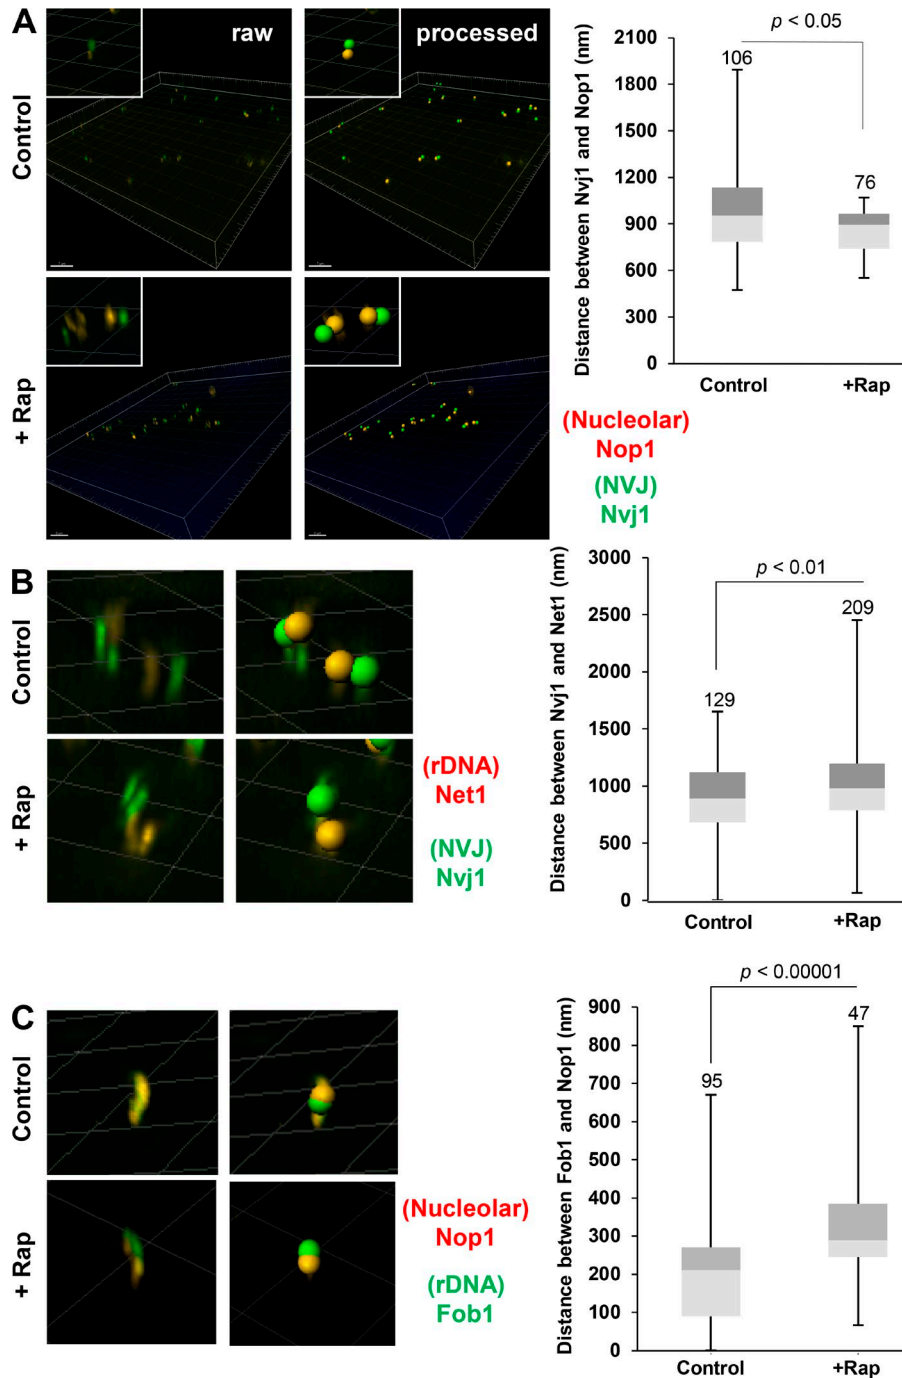 A
raw
processed
Control
+ Rap
p < 0.05
Distance between Nvj1 and Nop1 (nm)
2100
1800
1500
1200
900
600
300
0
106
76
Control
+Rap
(Nucleolar)
Nop1
(NVJ)
Nvj1
B
Control
+ Rap
(rDNA)
Net1
(NVJ)
Nvj1
p < 0.01
Distance between Nvj1 and Net1 (nm)
3000
2500
2000
1500
1000
500
0
129
209
Control
+Rap
C
Control
+ Rap
(Nucleolar)
Nop1
(rDNA)
Fob1
p < 0.00001
Distance between Fob1 and Nop1 (nm)
900
800
700
600
500
400
300
200
100
0
95
47
Control
+Rap